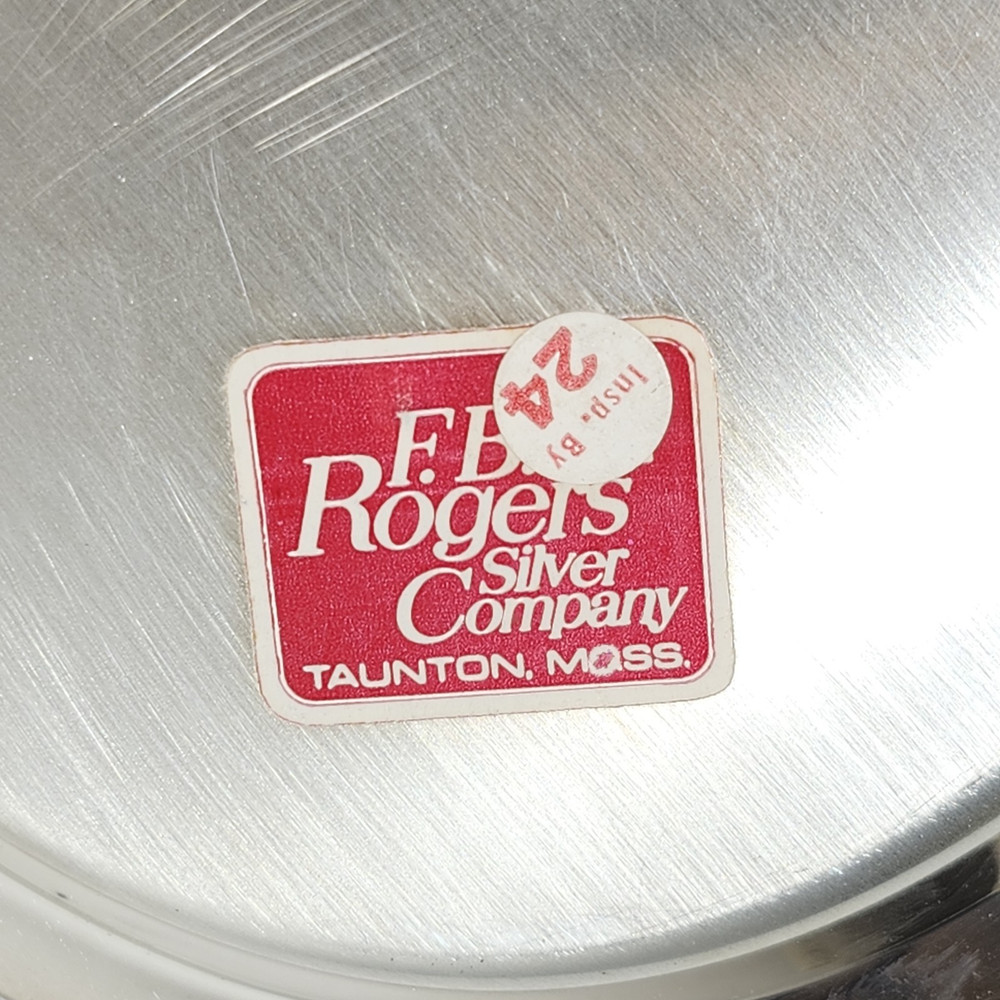 F. B.
Rogers
Silver
Company
TAUNTON, MASS.
Insp. By
24